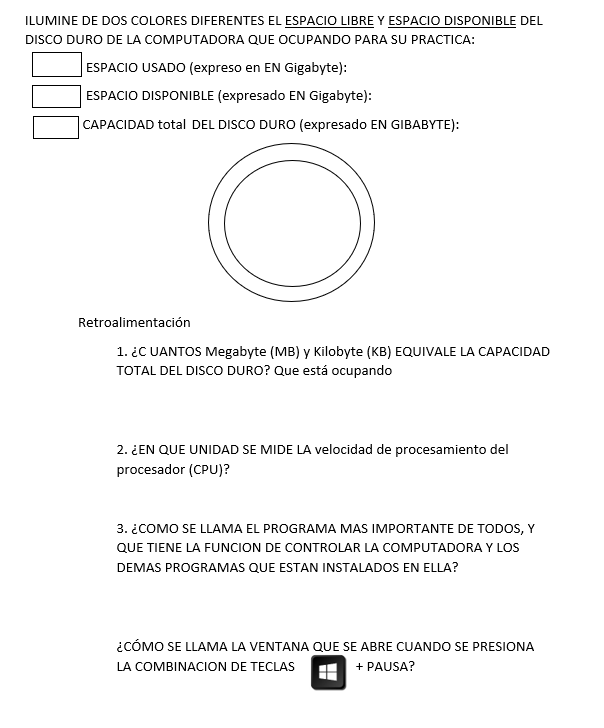 ILUMINE DE DOS COLORES DIFERENTES EL ESPACIO LIBRE Y ESPACIO DISPONIBLE DEL
DISCO DURO DE LA COMPUTADORA QUE OCUPANDO PARA SU PRACTICA:
ESPACIO USADO (expreso en EN Gigabyte):
ESPACIO DISPONIBLE (expresado EN Gigabyte):
CAPACIDAD total DEL DISCO DURO (expresado EN GIBABYTE):
Retroalimentación
1. ¿C UANTOS Megabyte (MB) y Kilobyte (KB) EQUIVALE LA CAPACIDAD
TOTAL DEL DISCO DURO? Que está ocupando
2. ¿EN QUE UNIDAD SE MIDE LA velocidad de procesamiento del
procesador (CPU)?
3. ¿COMO SE LLAMA EL PROGRAMA MAS IMPORTANTE DE TODOS, Y
QUE TIENE LA FUNCION DE CONTROLAR LA COMPUTADORA Y LOS
DEMAS PROGRAMAS QUE ESTAN INSTALADOS EN ELLA?
¿CÓMO SE LLAMA LA VENTANA QUE SE ABRE CUANDO SE PRESIONA
LA COMBINACION DE TECLAS + PAUSA?